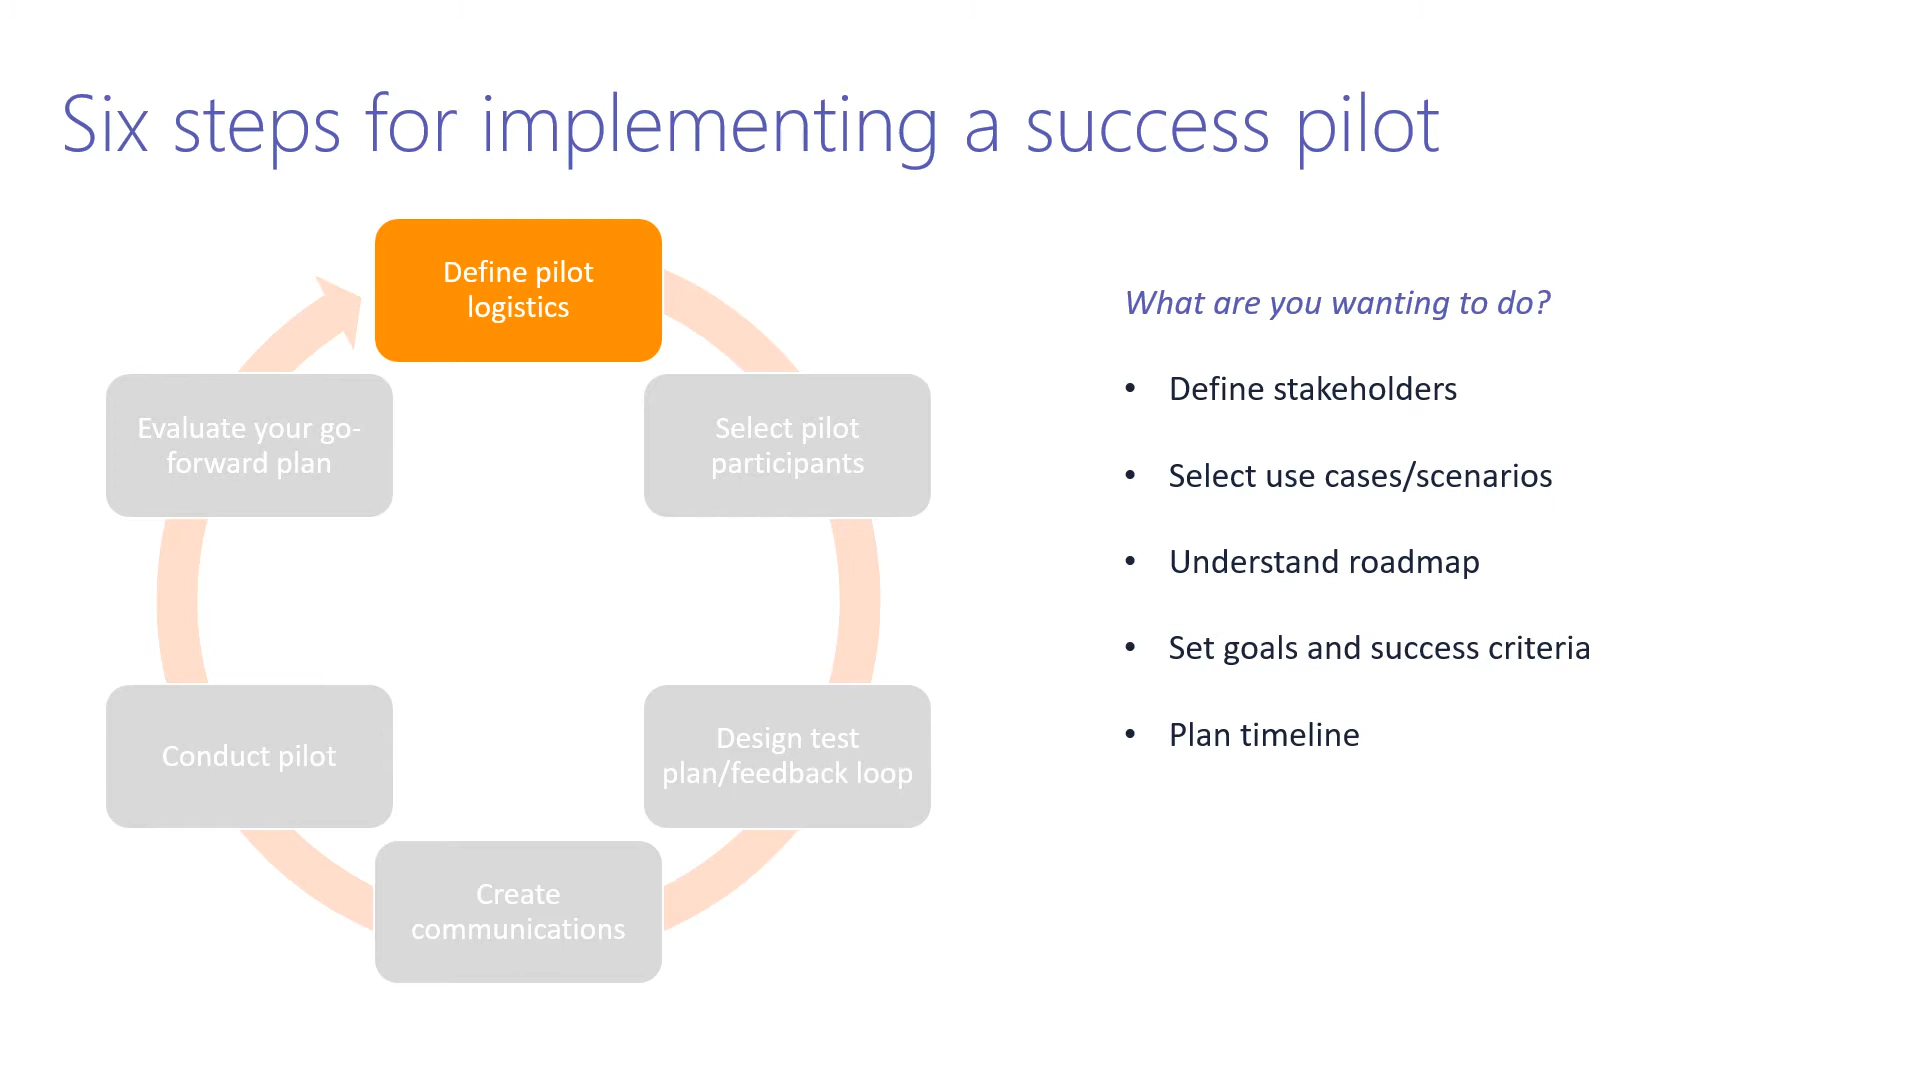 Six steps for implementing a success pilot
Define pilot
logistics
Select pilot
participants
Design test
plan/feedback loop
Create
communications
Conduct pilot
Evaluate your go-
forward plan
What are you wanting to do?
• Define stakeholders
• Select use cases/scenarios
• Understand roadmap
• Set goals and success criteria
• Plan timeline